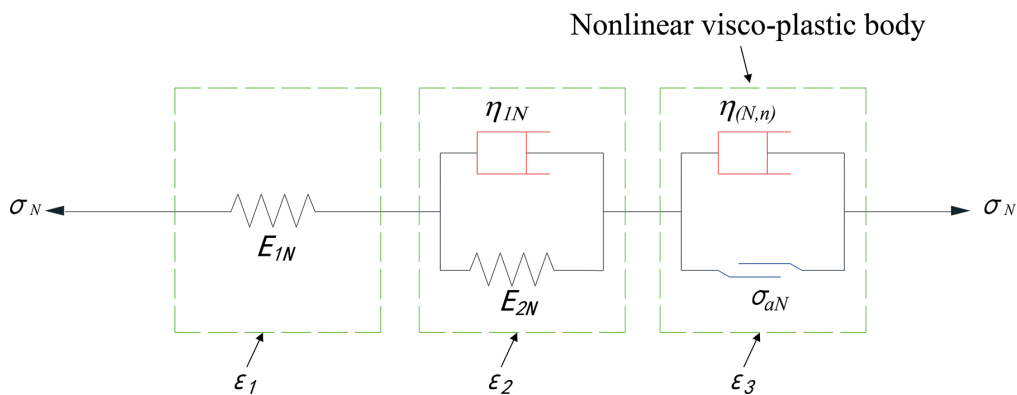 Nonlinear visco-plastic body
η1N
η(N,n)
σN
σN
E1N
E2N
σaN
ε1
ε2
ε3